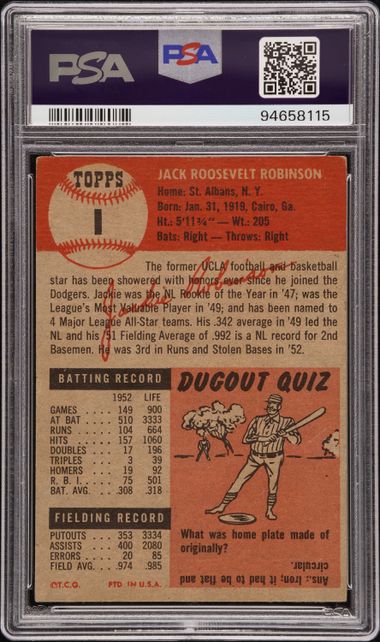 PSA
PSA
94658115
TOPPS
1
JACK ROOSEVELT ROBINSON
Home: St. Albans, N. Y.
Born: Jan. 31, 1919, Cairo, Ga.
Ht.: 5'11¾"—Wt.: 205
Bats: Right—Throws: Right
The former UCLA football and basketball
star has been showered with honors ever since he joined the
Dodgers. Jackie was the NL Rookie of the Year in '47; was the
League's Most Valuable Player in '49; and has been named to
4 Major League All-Star teams. His .342 average in '49 led the
NL and his '51 Fielding Average of .992 is a NL record for 2nd
Basemen. He was 3rd in Runs and Stolen Bases in '52.
Jackie Robinson
BATTING RECORD
1952 LIFE
GAMES 149 900
AT BAT 510 3333
RUNS 104 664
HITS 157 1060
DOUBLES 17 196
TRIPLES 3 39
HOMERS 19 92
R. B. I. 75 501
BAT. AVG. .308 .318
FIELDING RECORD
PUTOUTS 353 3334
ASSISTS 400 2080
ERRORS 20 85
FIELD AVG. .974 .985
©T.C.G. PTD. IN U.S.A.
DUGOUT QUIZ
What was home plate made of
originally?
Ans.: Iron; it had to be flat and
circular.